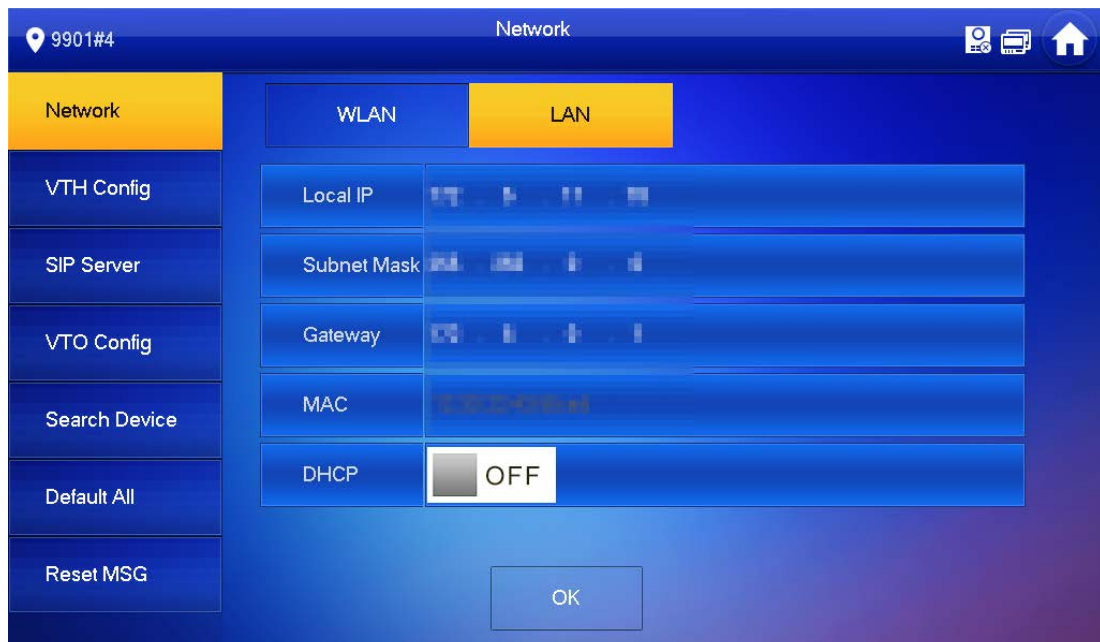 9901#4
Network
Network
WLAN
LAN
VTH Config
Local IP
SIP Server
Subnet Mask
VTO Config
Gateway
Search Device
MAC
Default All
DHCP
OFF
Reset MSG
OK